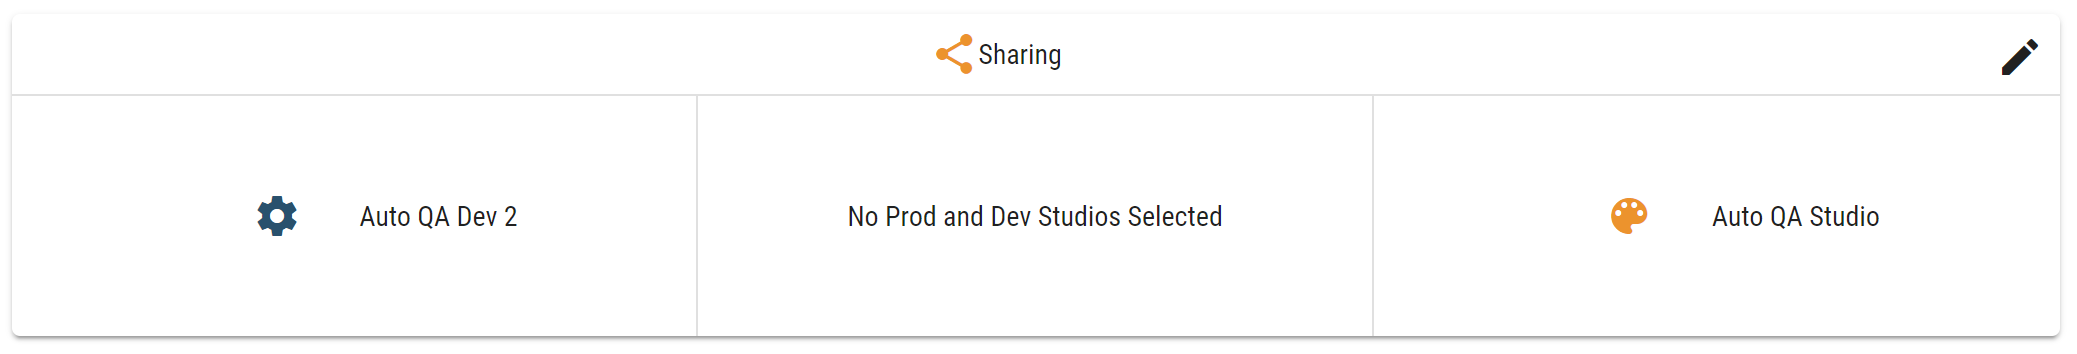 Sharing
Auto QA Dev 2
No Prod and Dev Studios Selected
Auto QA Studio